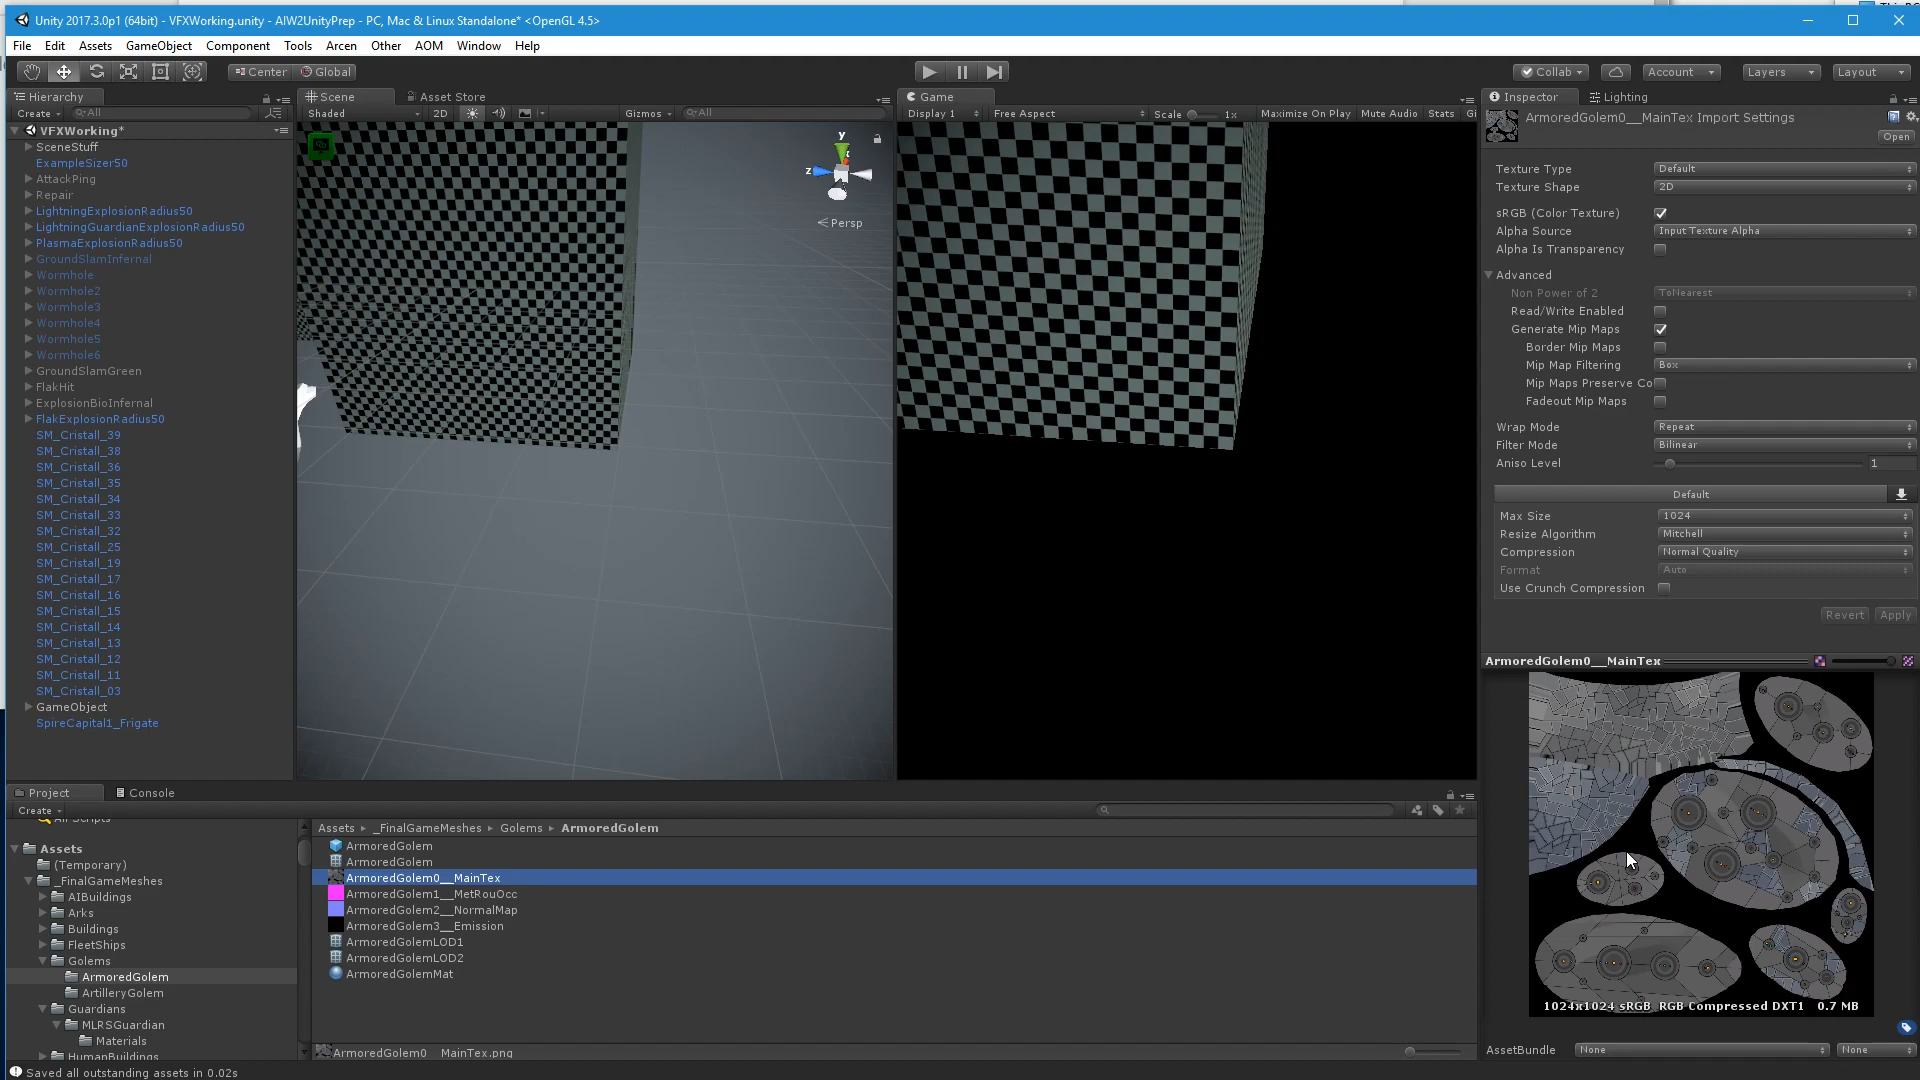 Unity 2017.3.0p1 (64bit) - VFXWorking.unity - AIW2UnityPrep - PC, Mac & Linux Standalone* <OpenGL 4.5>
File Edit Assets GameObject Component Tools Arcen Other AOM Window Help
Center Global Collab Account Layers Layout
Hierarchy
Create All
VFXWorking*
SceneStuff
ExampleSizer50
AttackPing
Repair
LightningExplosionRadius50
LightningGuardianExplosionRadius50
PlasmaExplosionRadius50
GroundSlamInfernal
Wormhole
Wormhole2
Wormhole3
Wormhole4
Wormhole5
Wormhole6
GroundSlamGreen
FlakHit
ExplosionBioInfernal
FlakExplosionRadius50
SM_Cristall_39
SM_Cristall_38
SM_Cristall_36
SM_Cristall_35
SM_Cristall_34
SM_Cristall_33
SM_Cristall_32
SM_Cristall_25
SM_Cristall_19
SM_Cristall_17
SM_Cristall_16
SM_Cristall_15
SM_Cristall_14
SM_Cristall_13
SM_Cristall_12
SM_Cristall_11
SM_Cristall_03
GameObject
SpireCapital1_Frigate
Scene Asset Store
Shaded 2D Gizmos All
y
z
Persp
Game
Display 1 Free Aspect Scale 1x Maximize On Play Mute Audio Stats Gi
Inspector Lighting
ArmoredGolem0__MainTex Import Settings
Open
Texture Type Default
Texture Shape 2D
sRGB (Color Texture)
Alpha Source Input Texture Alpha
Alpha Is Transparency
Advanced
Non Power of 2 ToNearest
Read/Write Enabled
Generate Mip Maps
Border Mip Maps
Mip Map Filtering Box
Mip Maps Preserve Co
Fadeout Mip Maps
Wrap Mode Repeat
Filter Mode Bilinear
Aniso Level 1
Default
Max Size 1024
Resize Algorithm Mitchell
Compression Normal Quality
Format Auto
Use Crunch Compression
Revert Apply
ArmoredGolem0__MainTex
1024x1024 sRGB RGB Compressed DXT1 0.7 MB
AssetBundle None None
Project Console
Create
All Scripts
Assets
(Temporary)
_FinalGameMeshes
AIBuildings
Arks
Buildings
FleetShips
Golems
ArmoredGolem
ArtilleryGolem
Guardians
MLRSGuardian
Materials
HumanBuildings
Assets _FinalGameMeshes Golems ArmoredGolem
ArmoredGolem
ArmoredGolem
ArmoredGolem0__MainTex
ArmoredGolem1__MetRouOcc
ArmoredGolem2__NormalMap
ArmoredGolem3__Emission
ArmoredGolemLOD1
ArmoredGolemLOD2
ArmoredGolemMat
ArmoredGolem0__MainTex.png
Saved all outstanding assets in 0.02s